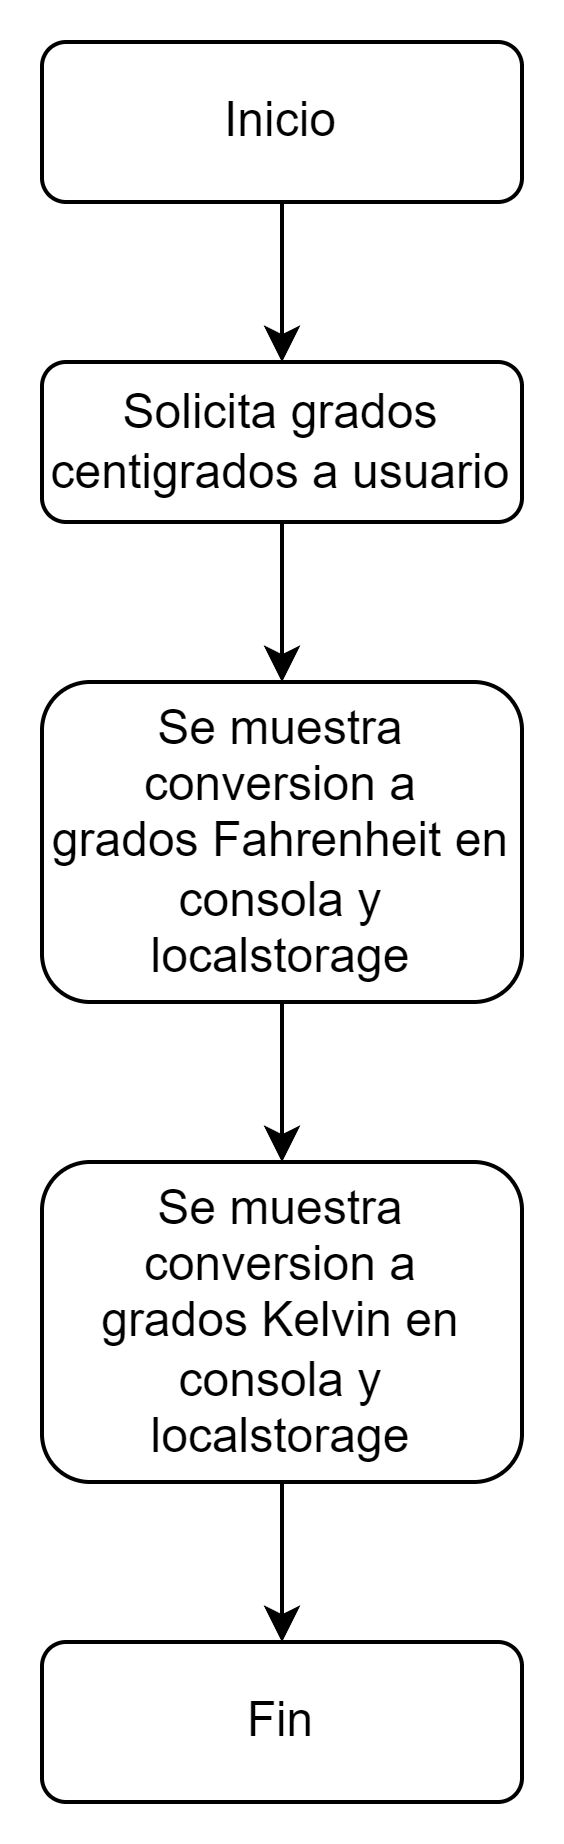 Inicio
Solicita grados
centigrados a usuario
Se muestra
conversion a
grados Fahrenheit en
consola y
localstorage
Se muestra
conversion a
grados Kelvin en
consola y
localstorage
Fin